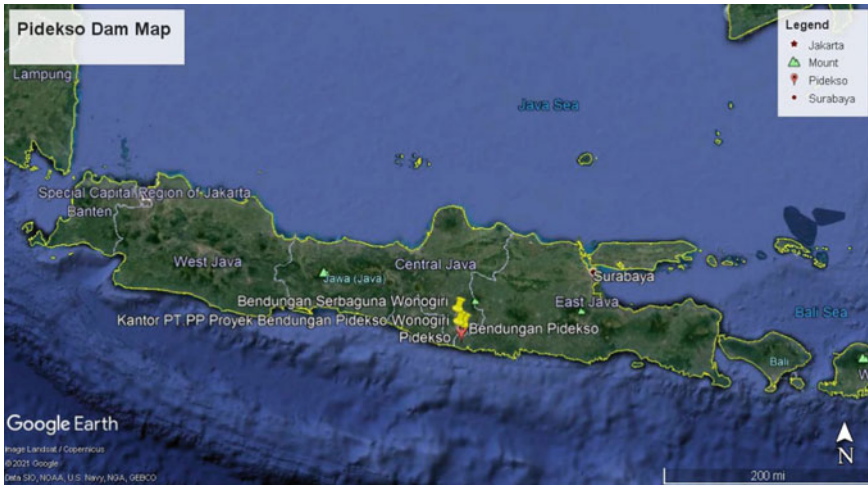 Pidekso Dam Map
Legend
Jakarta
Mount
Pidekso
Surabaya
Lampung
Java Sea
Special Capital Region of Jakarta
Banten
West Java
Jawa (Java)
Central Java
Surabaya
Bendungan Serbaguna Wonogiri
East Java
Kantor PT.PP Proyek Bendungan Pidekso Wonogiri
Bendungan Pidekso
Pidekso
Bali Sea
Bali
W
Google Earth
Image Landsat / Copernicus
© 2021 Google
Data SIO, NOAA, U.S. Navy, NGA, GEBCO
N
200 mi